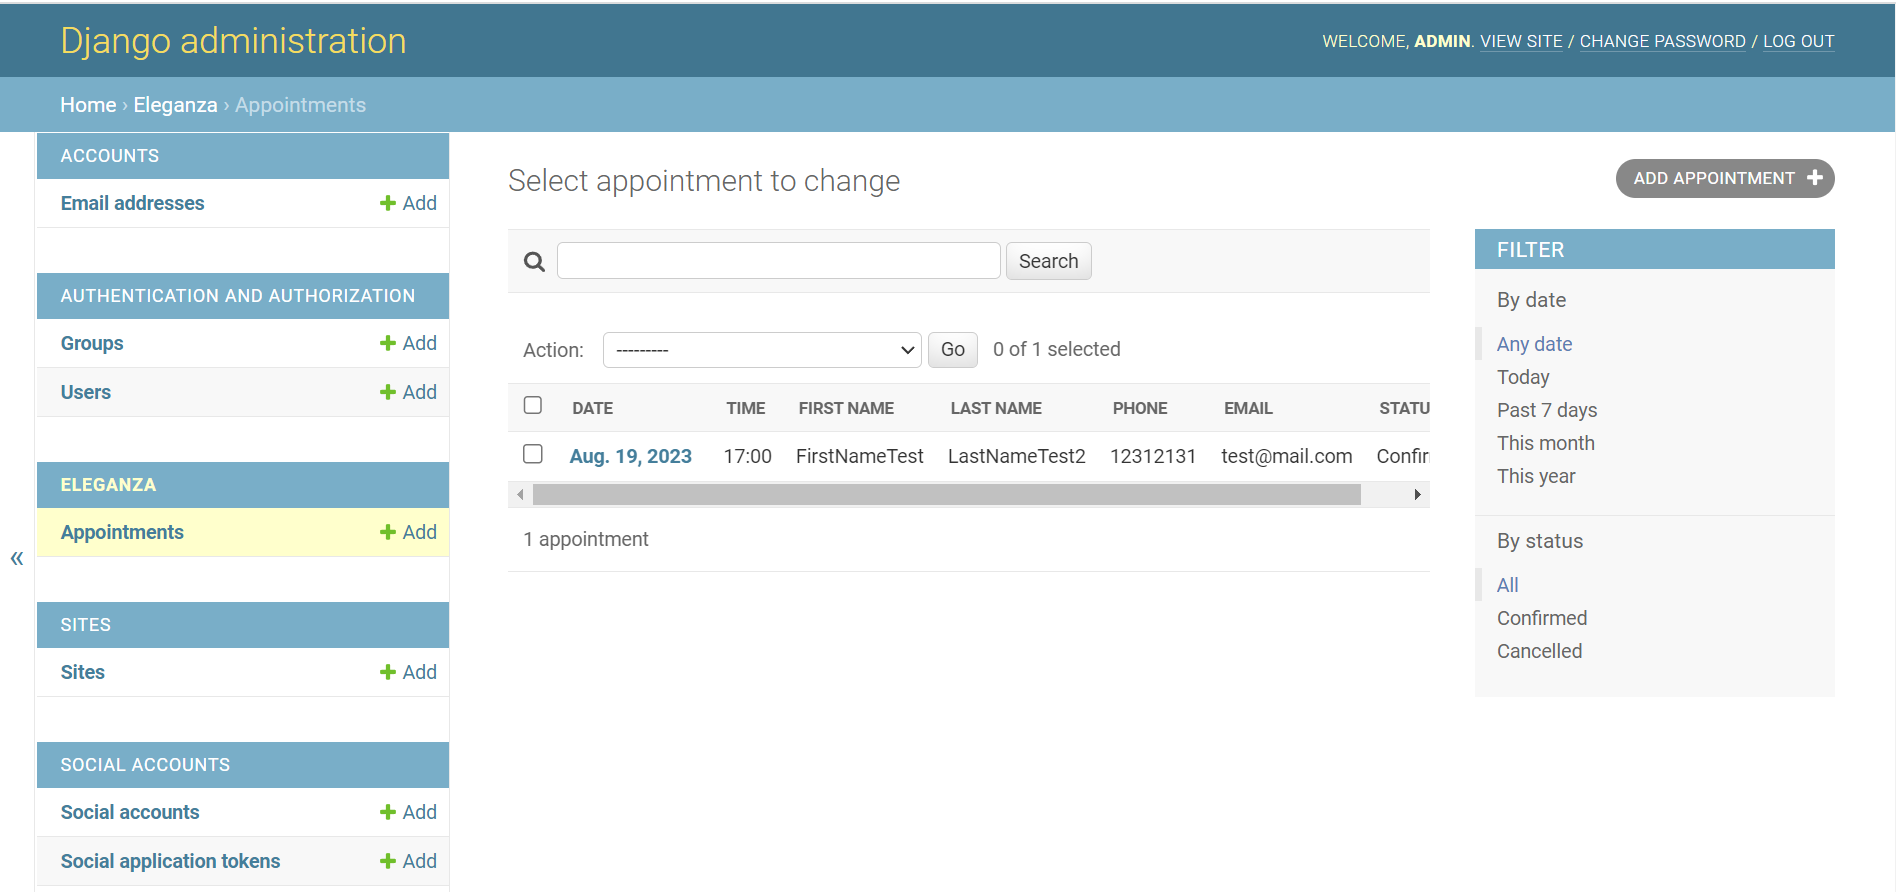 Django administration
WELCOME, ADMIN. VIEW SITE / CHANGE PASSWORD / LOG OUT
Home › Eleganza › Appointments
ACCOUNTS
Email addresses + Add
AUTHENTICATION AND AUTHORIZATION
Groups + Add
Users + Add
ELEGANZA
Appointments + Add
SITES
Sites + Add
SOCIAL ACCOUNTS
Social accounts + Add
Social application tokens + Add
«
Select appointment to change
ADD APPOINTMENT +
Search
Action: --------- Go 0 of 1 selected
DATE TIME FIRST NAME LAST NAME PHONE EMAIL STATU
Aug. 19, 2023 17:00 FirstNameTest LastNameTest2 12312131 test@mail.com Confir
1 appointment
FILTER
By date
Any date
Today
Past 7 days
This month
This year
By status
All
Confirmed
Cancelled